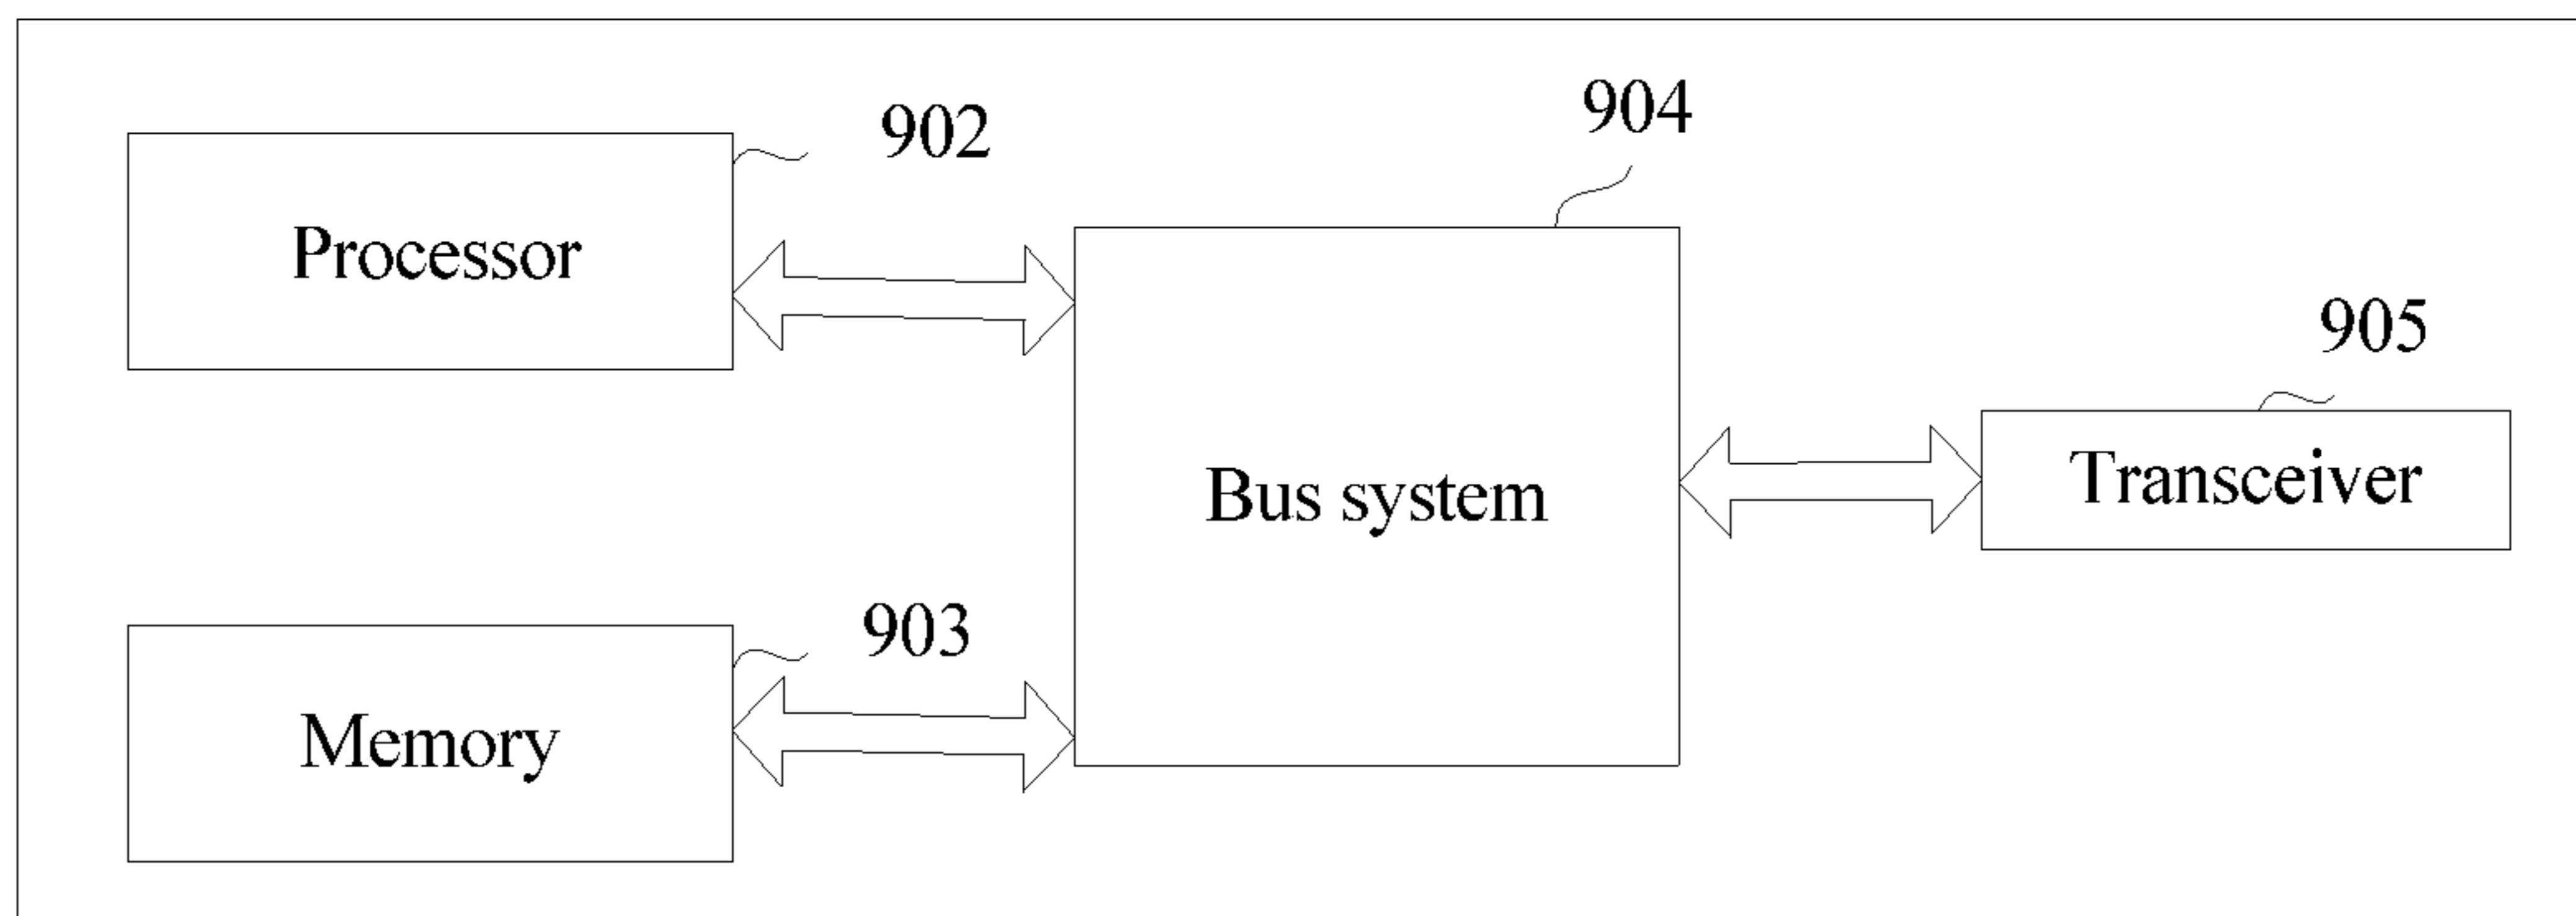 902
Processor
904
Bus system
905
Transceiver
903
Memory